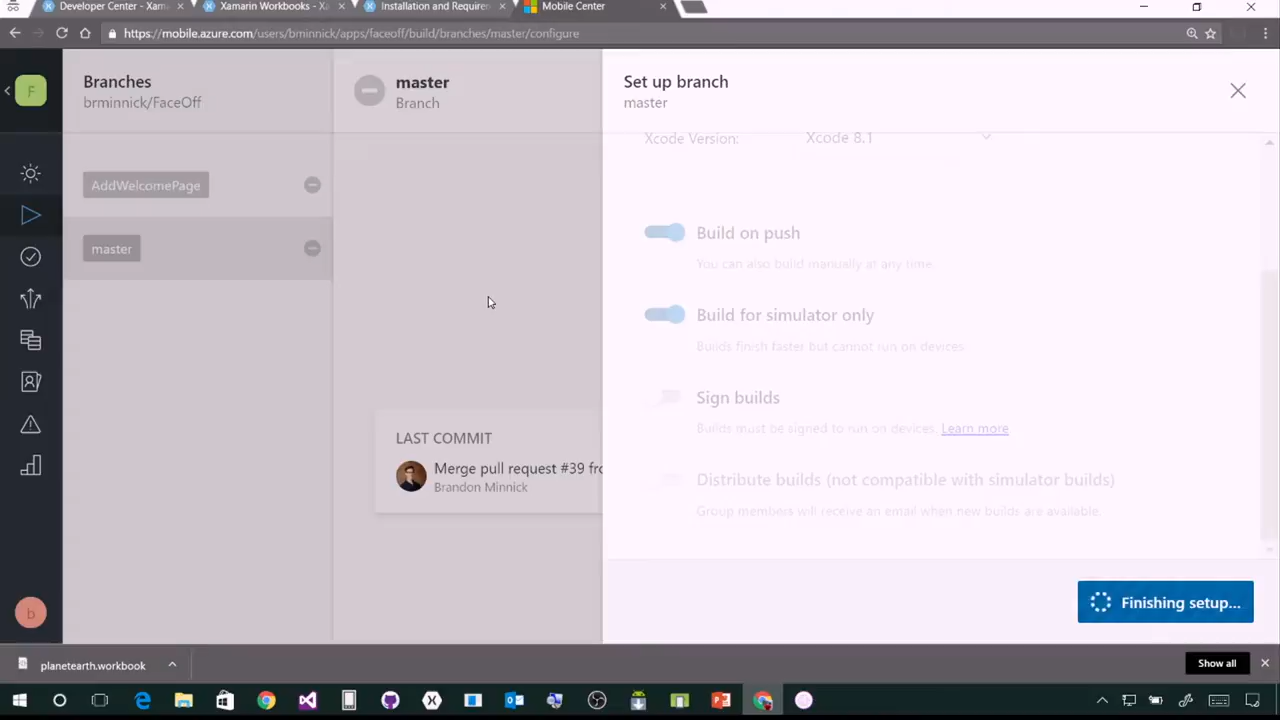 Developer Center - Xama
Xamarin Workbooks - Xa
Installation and Require
Mobile Center
https://mobile.azure.com/users/bminnick/apps/faceoff/build/branches/master/configure
F
Branches
brminnick/FaceOff
master
Branch
Set up branch
master
Xcode Version:
Xcode 8.1
AddWelcomePage
master
Build on push
You can also build manually at any time.
Build for simulator only
Builds finish faster but cannot run on devices.
Sign builds
Builds must be signed to run on devices. Learn more
LAST COMMIT
Merge pull request #39 fro
Brandon Minnick
Distribute builds (not compatible with simulator builds)
Group members will receive an email when new builds are available.
Finishing setup...
b
planetearth.workbook
Show all